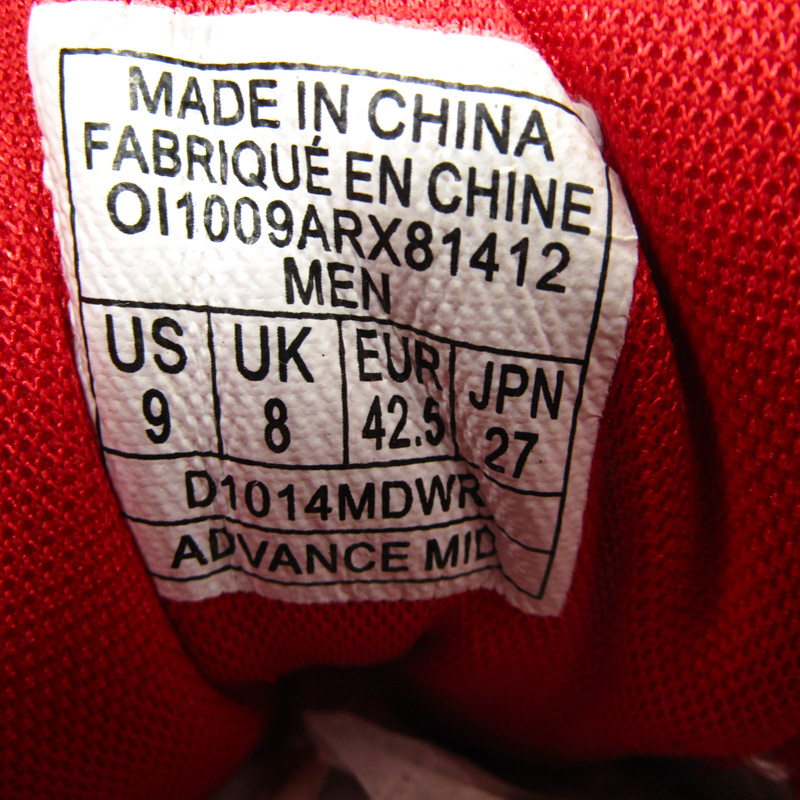 MADE IN CHINA
FABRIQUÉ EN CHINE
OI1009ARX81412
MEN
US UK EUR JPN
9 8 42.5 27
D1014MDWR
ADVANCE MID